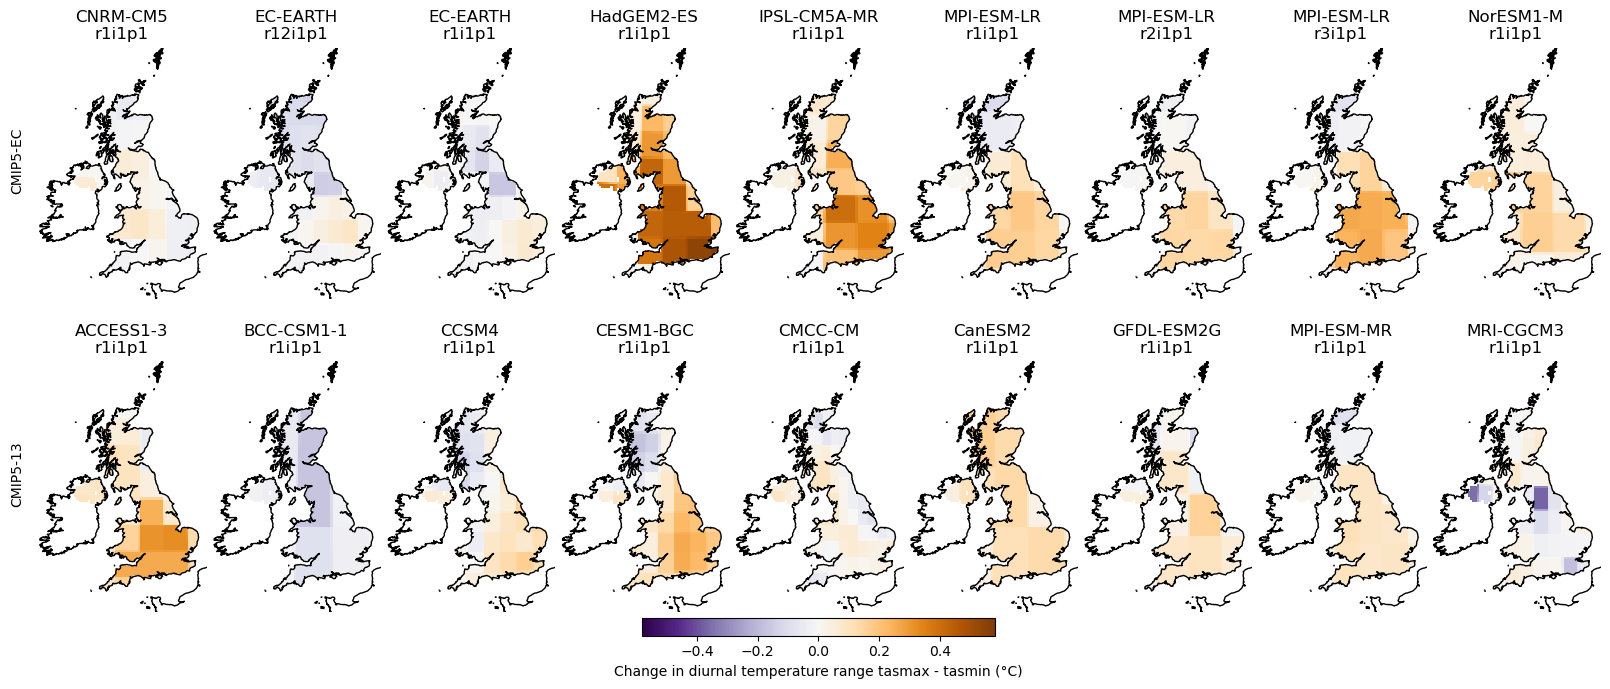 CNRM-CM5
r1i1p1
EC-EARTH
r12i1p1
EC-EARTH
r1i1p1
HadGEM2-ES
r1i1p1
IPSL-CM5A-MR
r1i1p1
MPI-ESM-LR
r1i1p1
MPI-ESM-LR
r2i1p1
MPI-ESM-LR
r3i1p1
NorESM1-M
r1i1p1
CMIP5-EC
ACCESS1-3
r1i1p1
BCC-CSM1-1
r1i1p1
CCSM4
r1i1p1
CESM1-BGC
r1i1p1
CMCC-CM
r1i1p1
CanESM2
r1i1p1
GFDL-ESM2G
r1i1p1
MPI-ESM-MR
r1i1p1
MRI-CGCM3
r1i1p1
CMIP5-13
−0.4 −0.2 0.0 0.2 0.4
Change in diurnal temperature range tasmax - tasmin (°C)